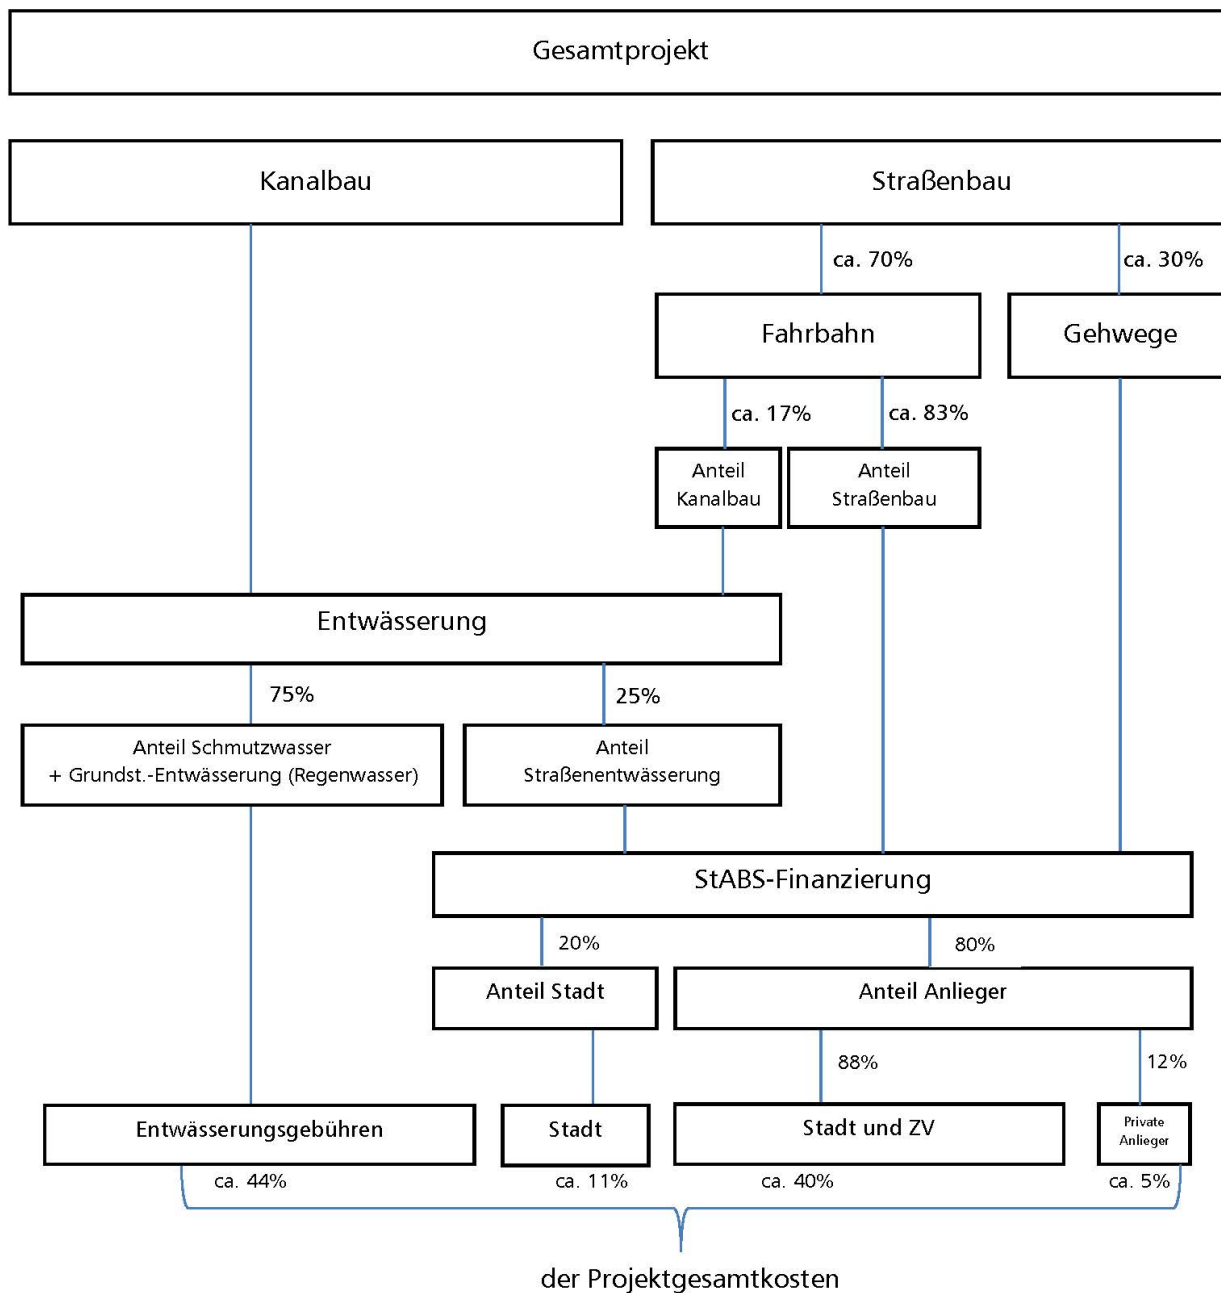 Gesamtprojekt
Kanalbau
Straßenbau
ca. 70%
ca. 30%
Fahrbahn
Gehwege
ca. 17%
ca. 83%
Anteil
Kanalbau
Anteil
Straßenbau
Entwässerung
75%
25%
Anteil Schmutzwasser
+ Grundst.-Entwässerung (Regenwasser)
Anteil
Straßenentwässerung
StABS-Finanzierung
20%
80%
Anteil Stadt
Anteil Anlieger
88%
12%
Entwässerungsgebühren
Stadt
Stadt und ZV
Private
Anlieger
ca. 44%
ca. 11%
ca. 40%
ca. 5%
der Projektgesamtkosten